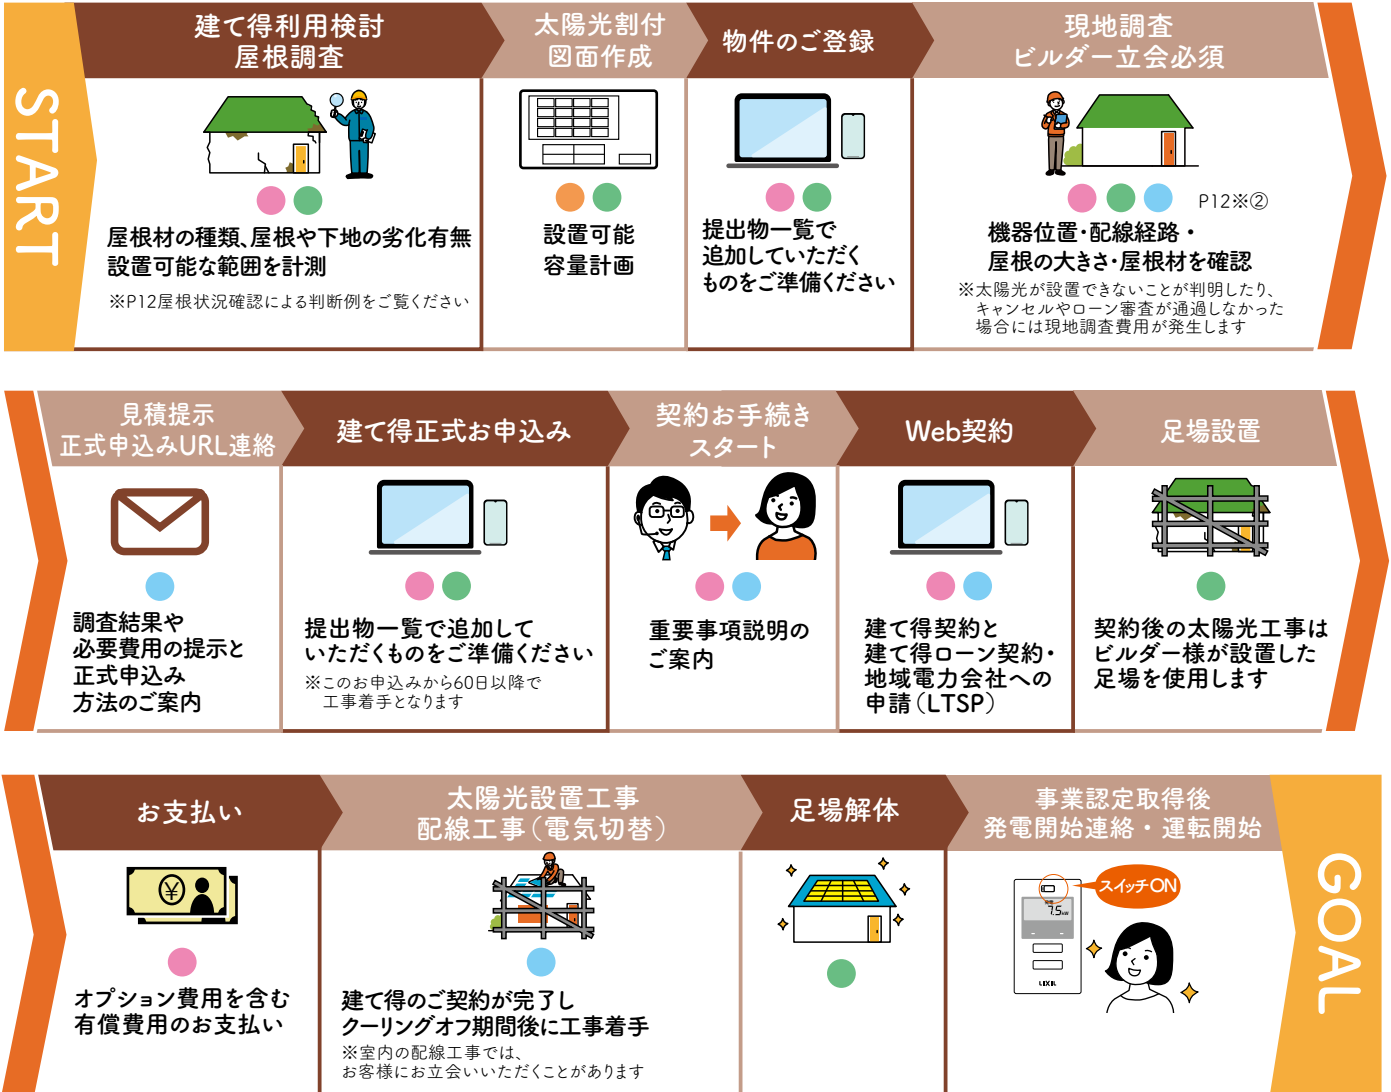 START
建て得利用検討
屋根調査
屋根材の種類、屋根や下地の劣化有無
設置可能な範囲を計測
※P12屋根状況確認による判断例をご覧ください
太陽光割付
図面作成
設置可能
容量計画
物件のご登録
提出物一覧で
追加していただく
ものをご準備ください
現地調査
ビルダー立会必須
P12※②
機器位置・配線経路・
屋根の大きさ・屋根材を確認
※太陽光が設置できないことが判明したり、
キャンセルやローン審査が通過しなかった
場合には現地調査費用が発生します
見積提示
正式申込みURL連絡
調査結果や
必要費用の提示と
正式申込み
方法のご案内
建て得正式お申込み
提出物一覧で追加して
いただくものをご準備ください
※このお申込みから60日以降で
工事着手となります
契約お手続き
スタート
重要事項説明の
ご案内
Web契約
建て得契約と
建て得ローン契約・
地域電力会社への
申請（LTSP）
足場設置
契約後の太陽光工事は
ビルダー様が設置した
足場を使用します
お支払い
オプション費用を含む
有償費用のお支払い
太陽光設置工事
配線工事（電気切替）
建て得のご契約が完了し
クーリングオフ期間後に工事着手
※室内の配線工事では、
お客様にお立会いいただくことがあります
足場解体
事業認定取得後
発電開始連絡・運転開始
スイッチON
7.5kW
LIXIL
GOAL